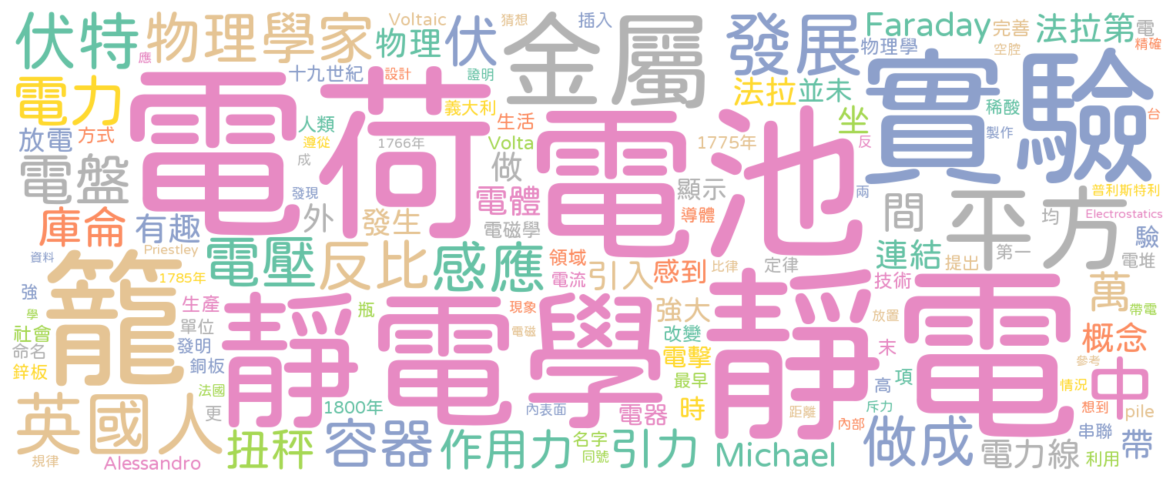 伏特
物理學家
Voltaic
猜想
插入
物理
伏
金屬
發展
Faraday
完善
法拉第
電
精確
空腔
物理學
應
十九世紀
設計
證明
電力
電荷
義大利
法拉
並未
實驗
稀酸
台
放電
方式
人類
遵從
成
1766年
生活
Volta
電池
1775年
坐
反
製作
電盤
做
顯示
電體
導體
發現
兩
普利斯特利
庫侖
有趣
外
發生
電磁學
間
平方
均
Electrostatics
驗
資料
Priestley
電壓
反比
感應
領域
引入
感到
比律
定律
連結
提出
第一
電堆
1785年
電流
技術
萬
強
籠
生產
瓶
現象
強大
靜電
放置
帶電
學
社會
單位
靜電學
電磁
改變
概念
命名
發明
電擊
末
參考
鋅板
銅板
最早
高
項
情況
中
法國
英國人
更
1800年
內表面
電器
時
距離
斥力
想到
pile
內部
扭秤
容器
作用力
名字
同號
引力
Michael
做成
電力線
串聯
利用
帶
規律
Alessandro